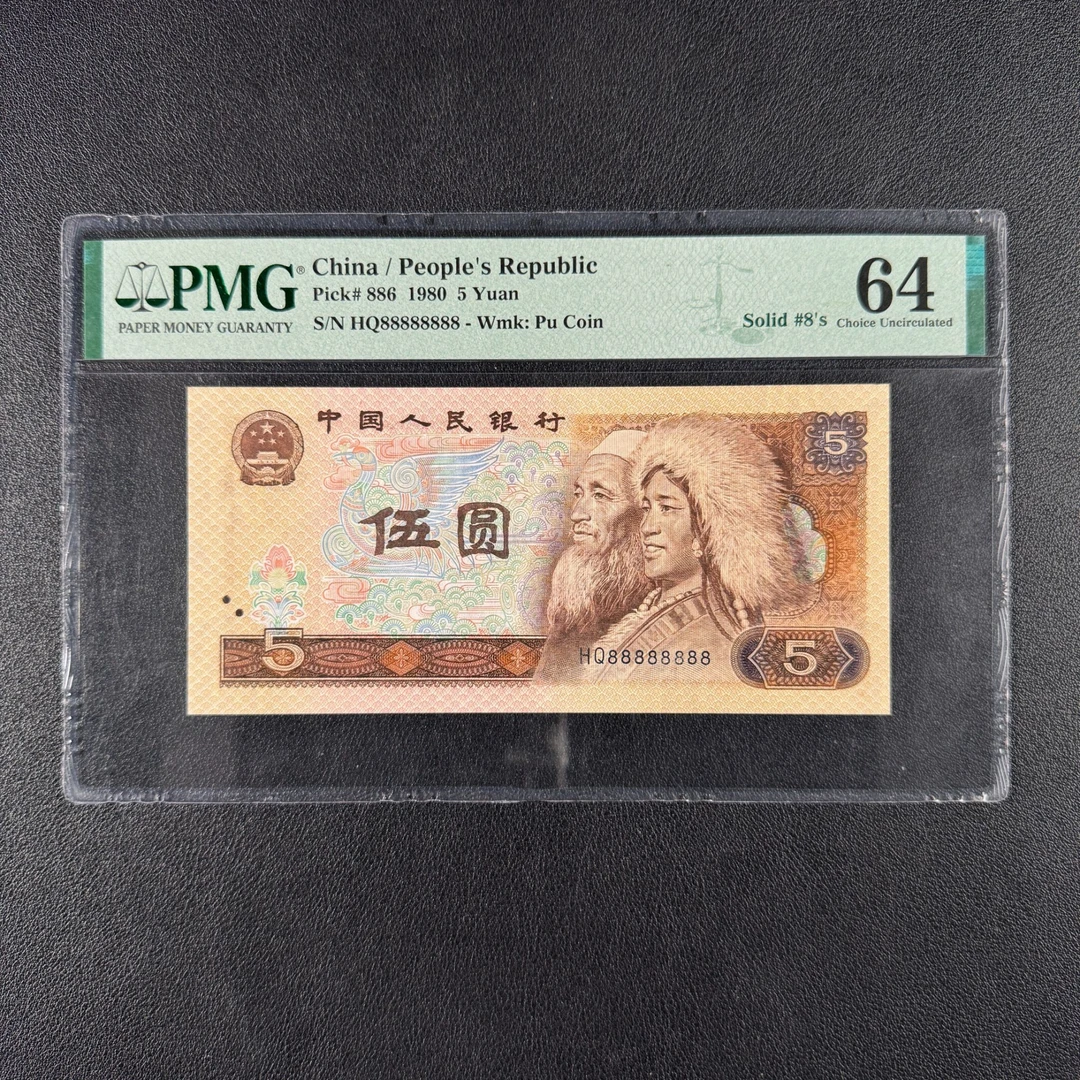 PMG®
PAPER MONEY GUARANTY
China / People's Republic
Pick# 886 1980 5 Yuan
S/N HQ88888888 - Wmk: Pu Coin
Solid #8's
64
Choice Uncirculated
中国人民银行
5
伍圆
5
HQ88888888
5